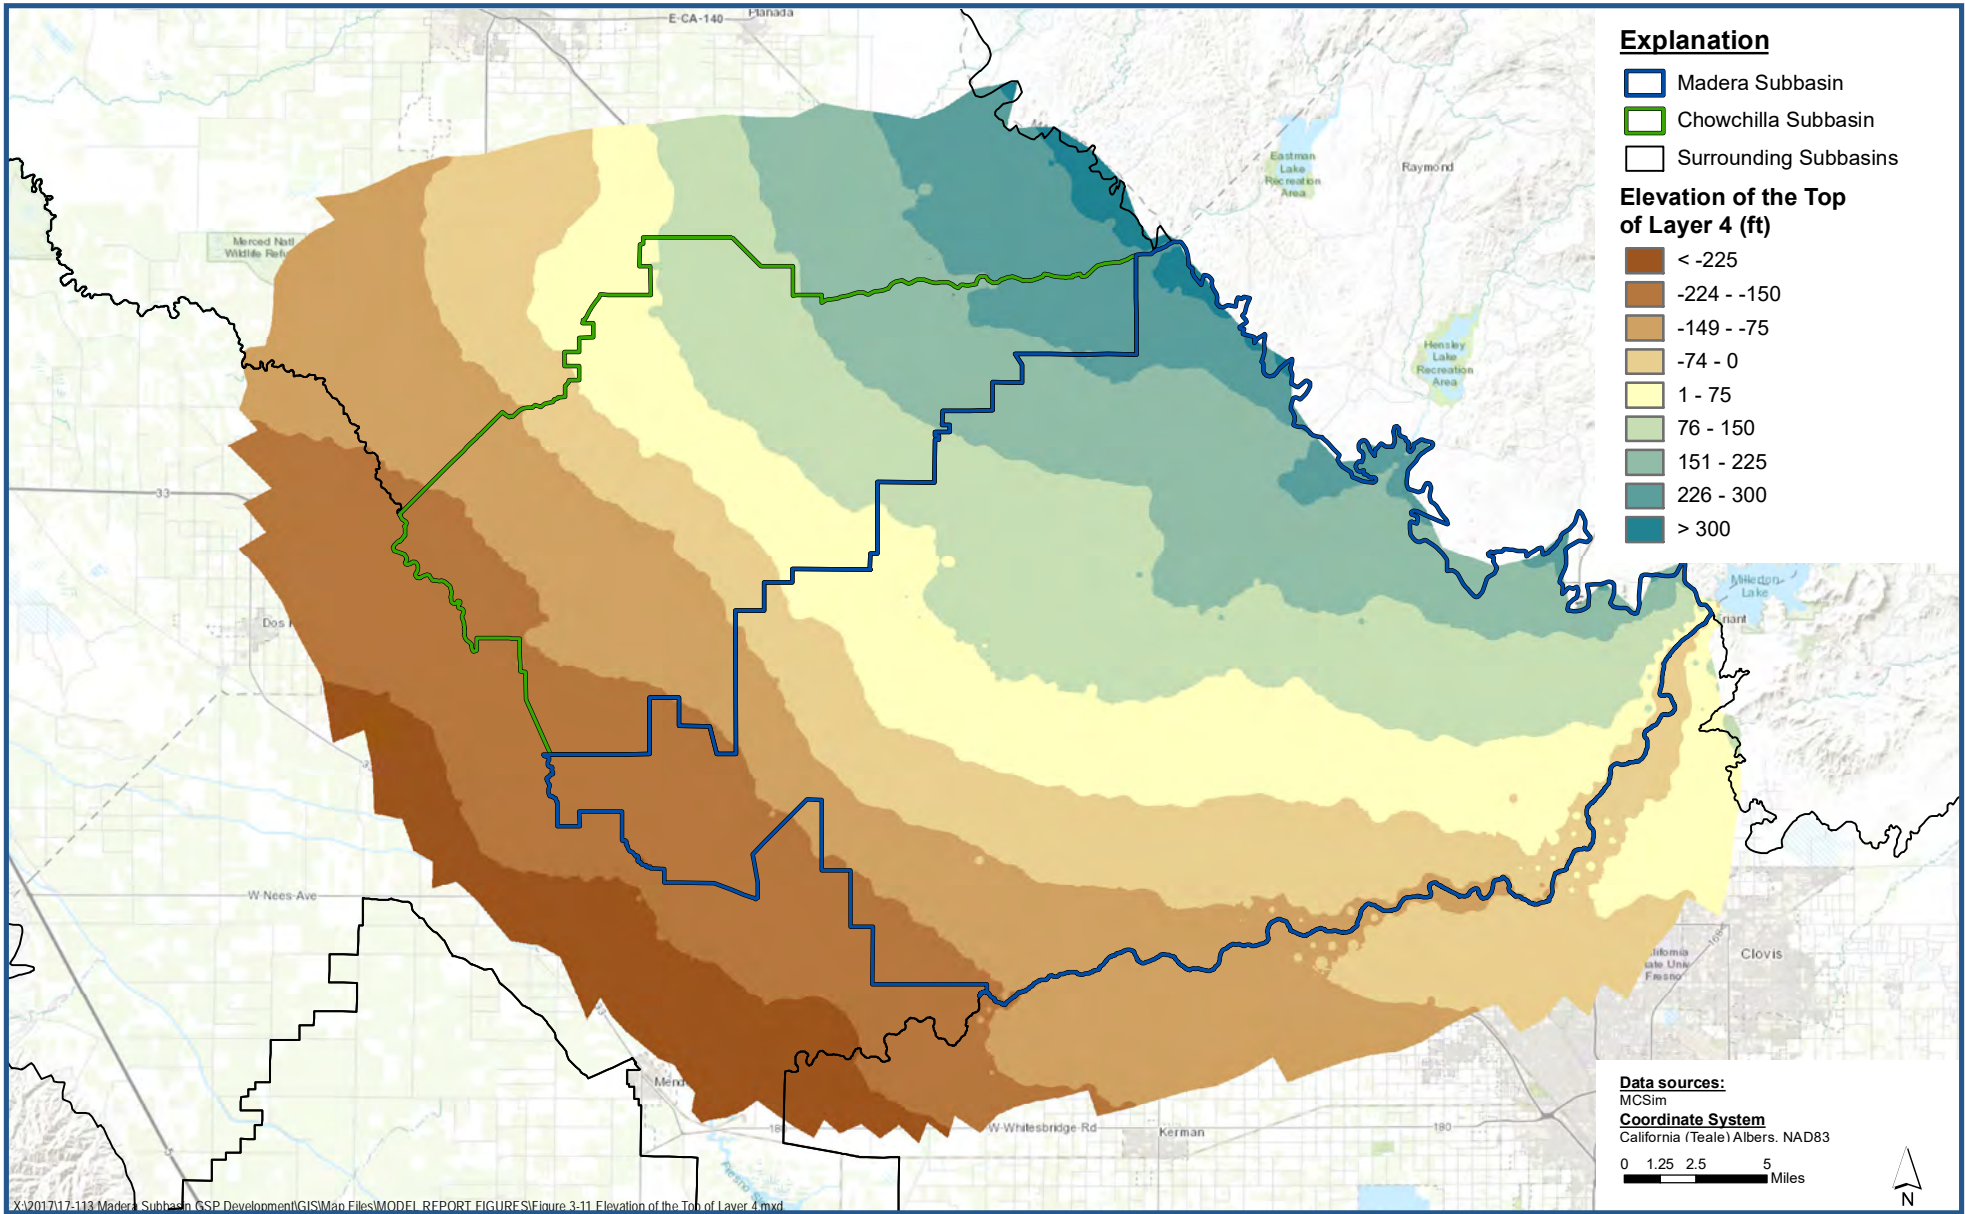 E-CA-140
Planada
Explanation
Madera Subbasin
Chowchilla Subbasin
Surrounding Subbasins
Elevation of the Top
of Layer 4 (ft)
< -225
-224 - -150
-149 - -75
-74 - 0
1 - 75
76 - 150
151 - 225
226 - 300
> 300
Eastman
Lake
Recreation
Area
Raymond
Merced Natl
Wildlife
Hensley
Lake
Recreation
Area
33
Millerton
Lake
Dos
W-Nees-Ave
Clovis
Fresno
180
W-Whitesbridge-Rd
Kerman
180
Data sources:
MCSim
Coordinate System
California (Teale) Albers, NAD83
0 1.25 2.5 5
Miles
N
X:\2017\17-113 Madera Subbasin GSP Development\GIS\Map Files\MODEL REPORT FIGURES\Figure 3-11 Elevation of the Top of Layer 4.mxd